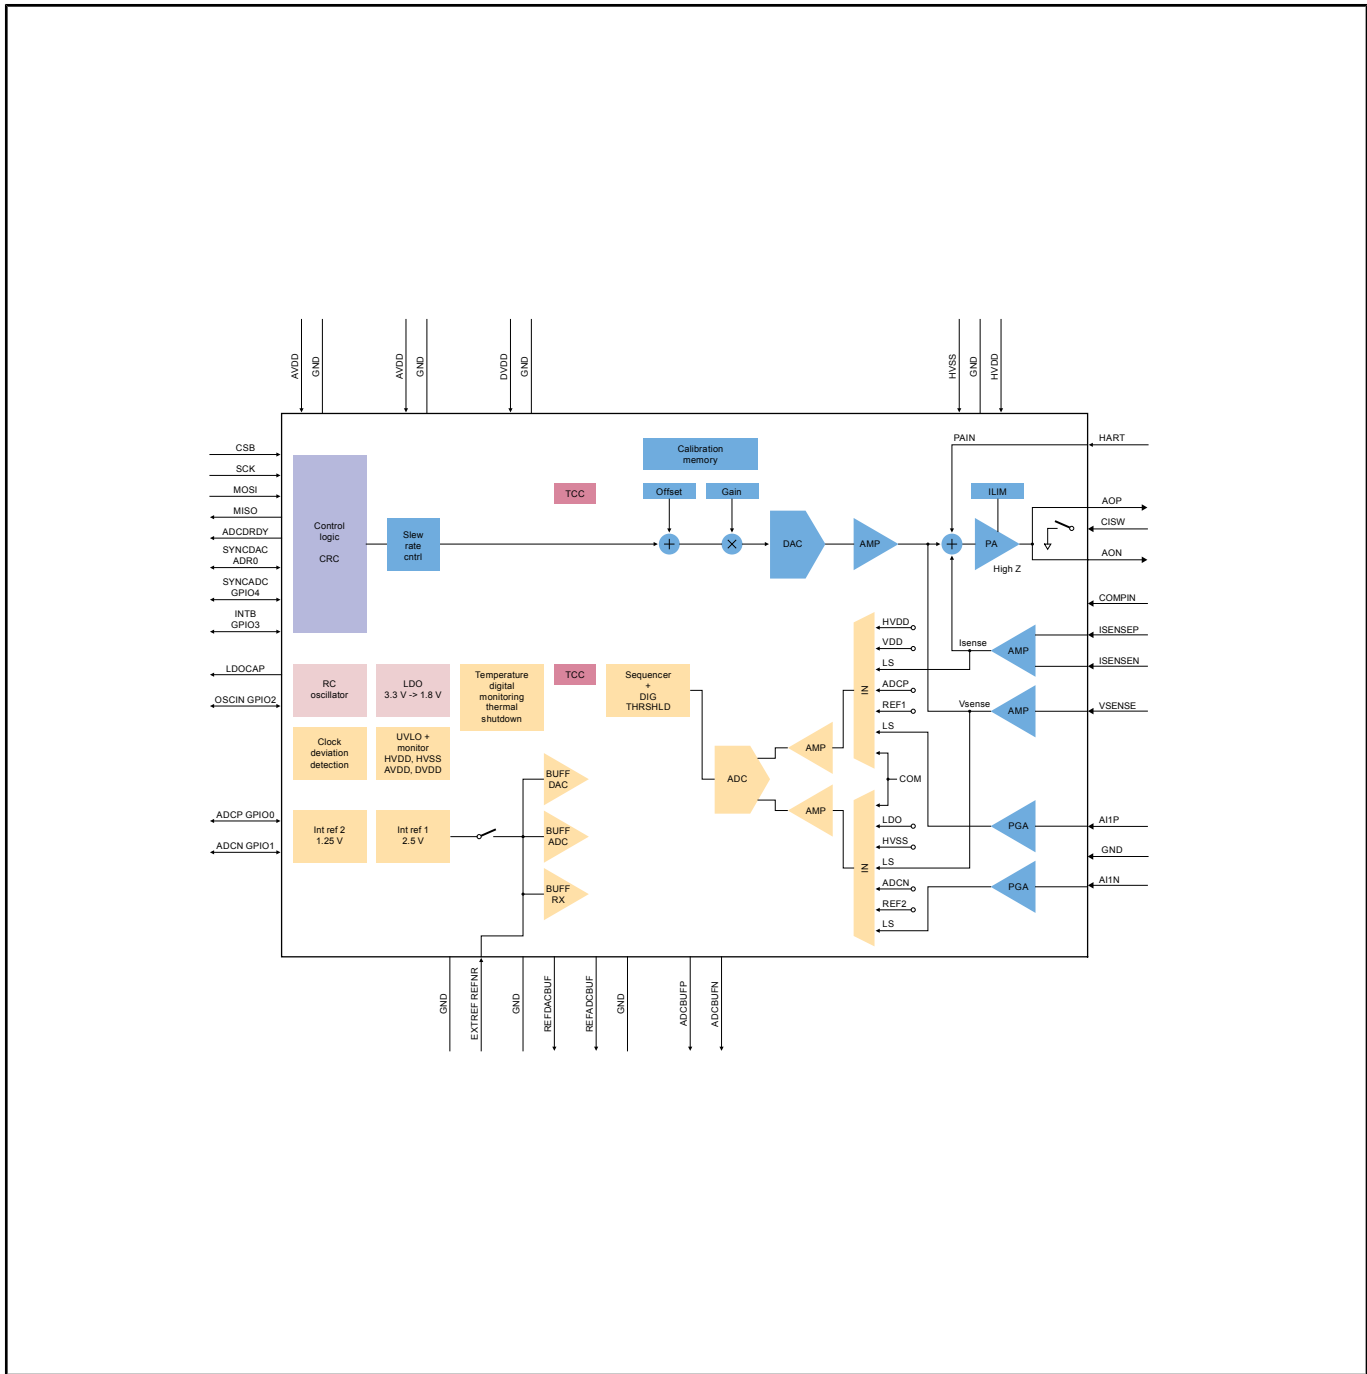 AVDD
GND
AVDD
GND
DVDD
GND
HVSS
GND
HVDD
CSB
SCK
MOSI
MISO
ADCDRDY
SYNCDAC
ADR0
SYNCADC
GPIO4
INTB
GPIO3
LDOCAP
OSCIN GPIO2
ADCP GPIO0
ADCN GPIO1
Control
logic
CRC
Slew
rate
cntrl
TCC
Calibration
memory
Offset
Gain
DAC
AMP
PAIN
ILIM
PA
High Z
HART
AOP
CISW
AON
COMPIN
ISENSEP
ISENSEN
VSENSE
AI1P
GND
AI1N
RC
oscillator
LDO
3.3 V -> 1.8 V
Temperature
digital
monitoring
thermal
shutdown
TCC
Sequencer
+
DIG
THRSHLD
Clock
deviation
detection
UVLO +
monitor
HVDD, HVSS
AVDD, DVDD
Int ref 2
1.25 V
Int ref 1
2.5 V
BUFF
DAC
BUFF
ADC
BUFF
RX
ADC
AMP
AMP
IN
HVDD
VDD
LS
ADCP
REF1
LS
COM
IN
LDO
HVSS
LS
ADCN
REF2
LS
Isense
AMP
Vsense
AMP
PGA
PGA
GND
EXTREF REFNR
GND
REFDACBUF
REFADCBUF
GND
ADCBUFP
ADCBUFN